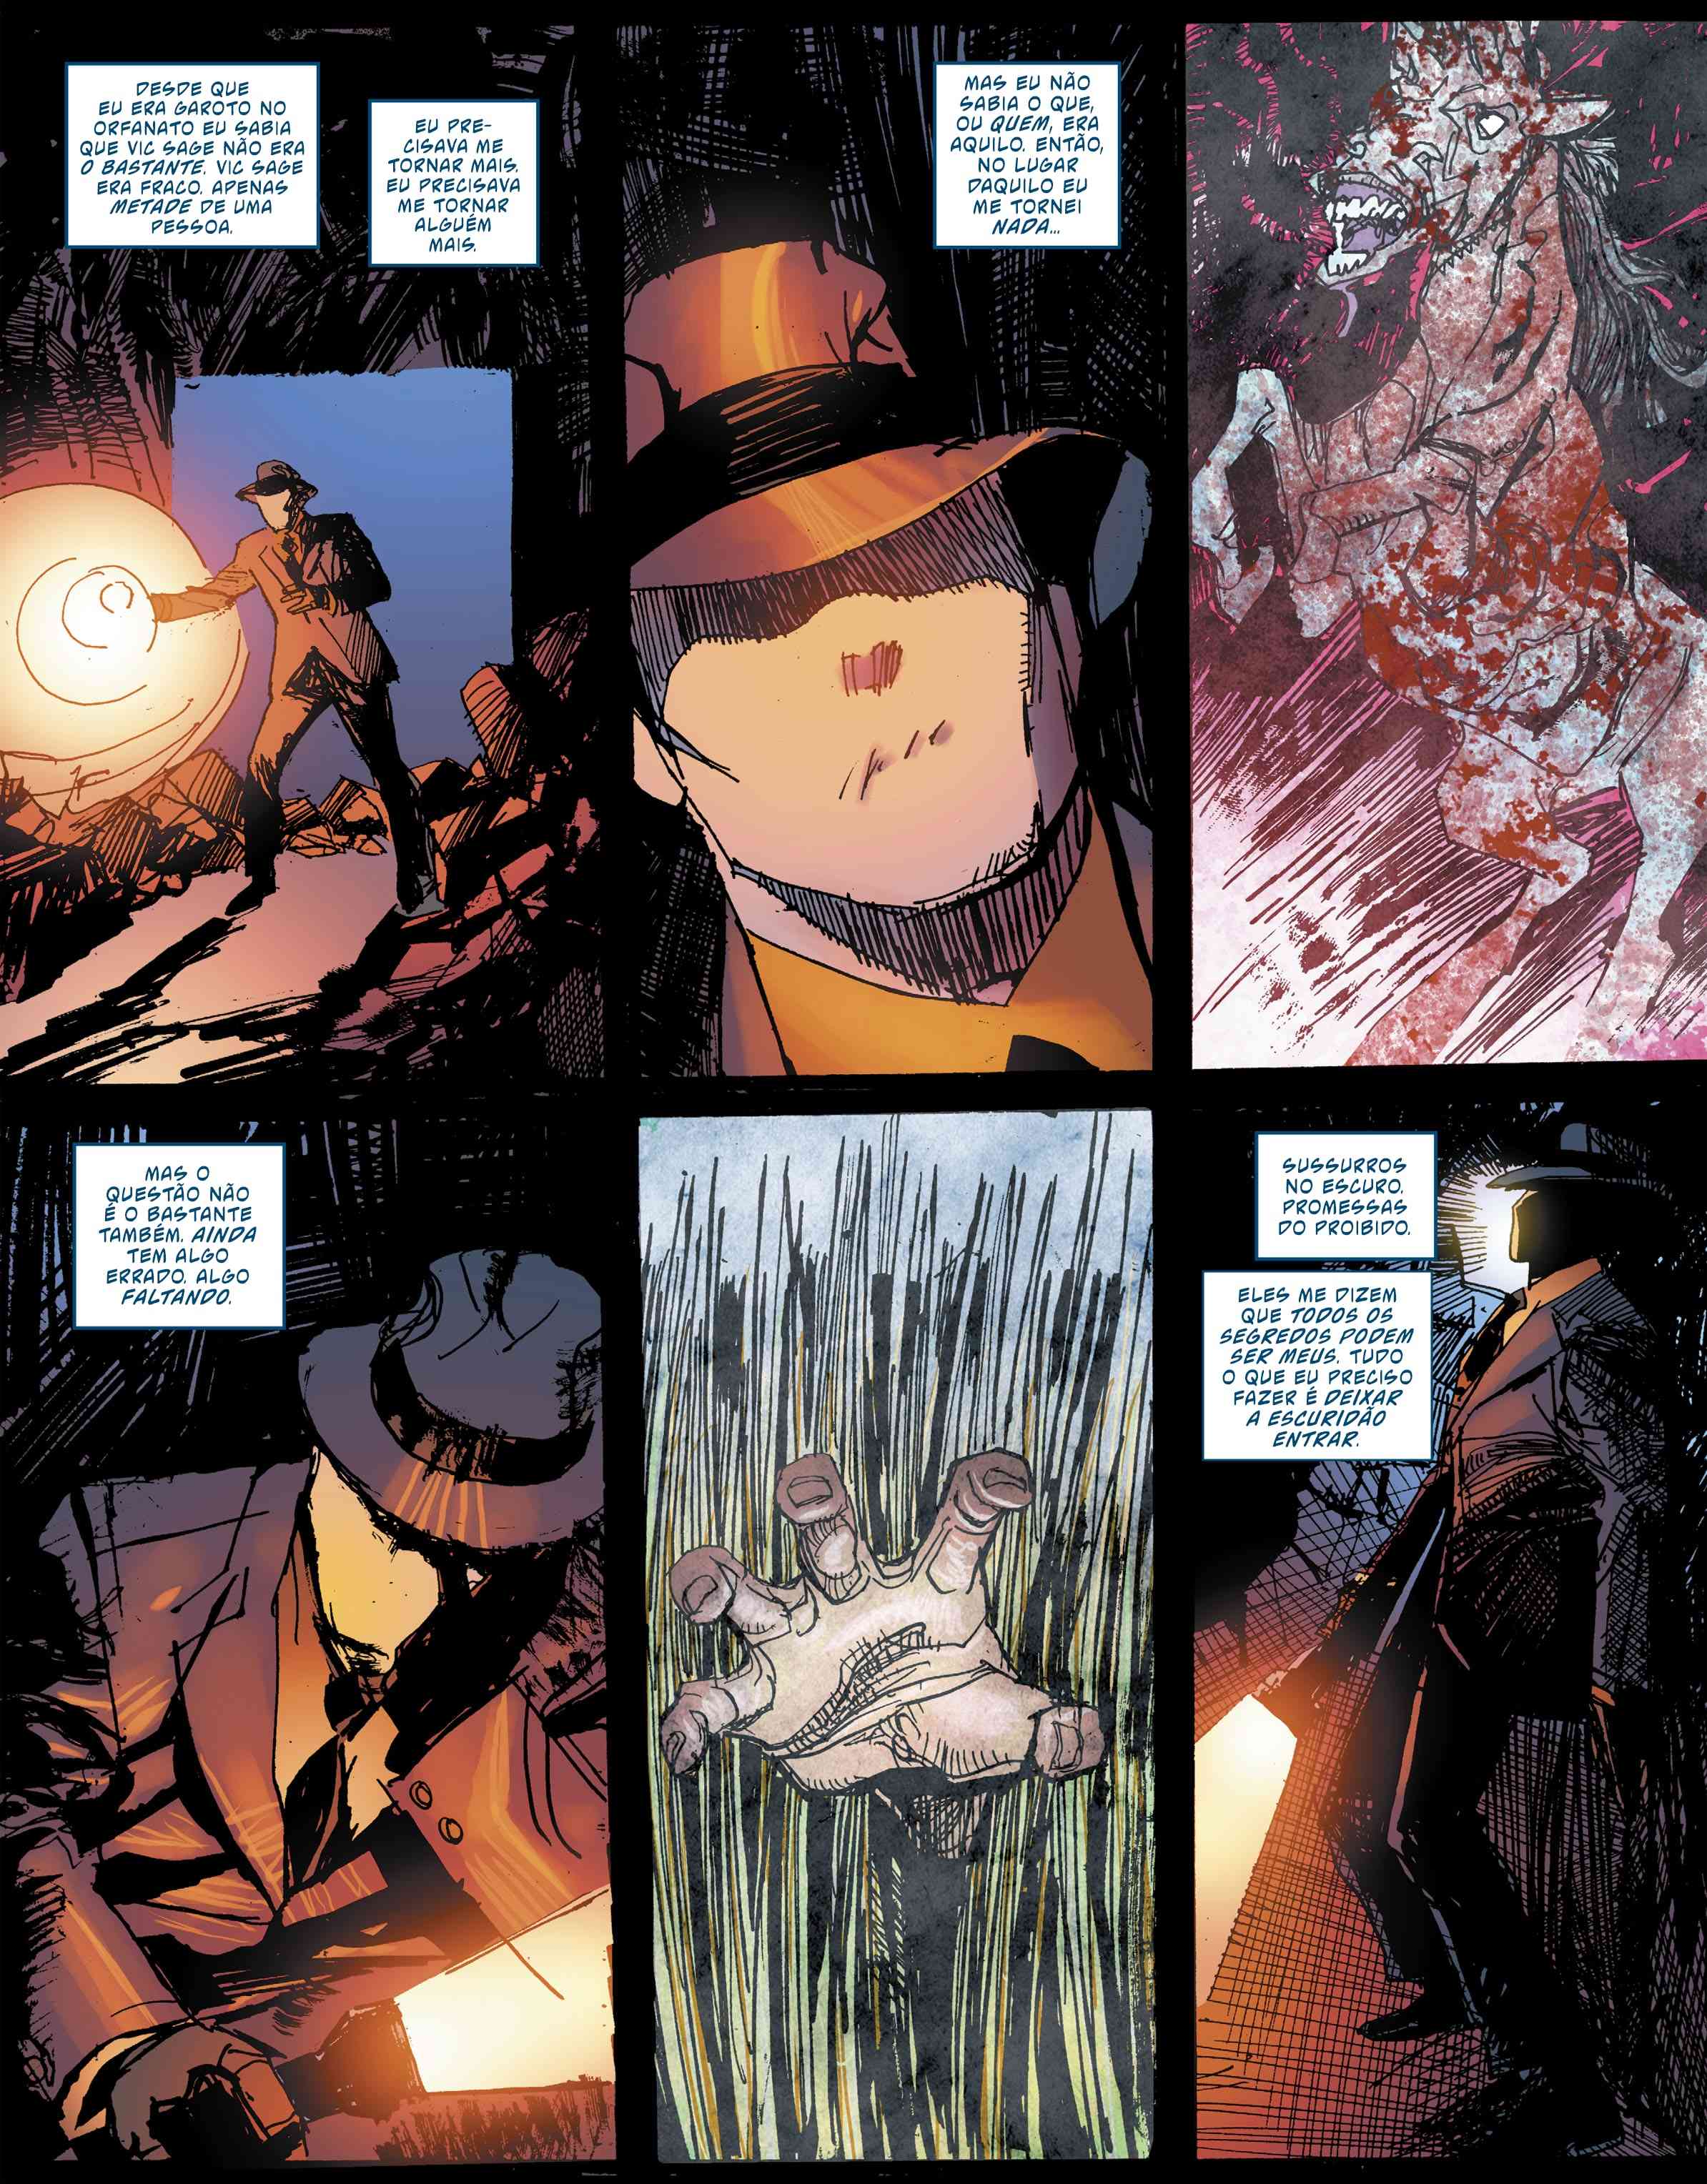 DESDE QUE
EU ERA GAROTO NO
ORFANATO EU SABIA
QUE VIC SAGE NÃO ERA
O BASTANTE. VIC SAGE
ERA FRACO. APENAS
METADE DE UMA
PESSOA.
EU PRE-
CISAVA ME
TORNAR MAIS.
EU PRECISAVA
ME TORNAR
ALGUÉM
MAIS.
MAS EU NÃO
SABIA O QUE,
OU QUEM, ERA
AQUILO. ENTÃO,
NO LUGAR
DAQUILO EU
ME TORNEI
NADA...
MAS O
QUESTÃO NÃO
É O BASTANTE
TAMBÉM. AINDA
TEM ALGO
ERRADO. ALGO
FALTANDO.
SUSSURROS
NO ESCURO.
PROMESSAS
DO PROIBIDO.
ELES ME DIZEM
QUE TODOS OS
SEGREDOS PODEM
SER MEUS. TUDO
O QUE EU PRECISO
FAZER É DEIXAR
A ESCURIDÃO
ENTRAR.